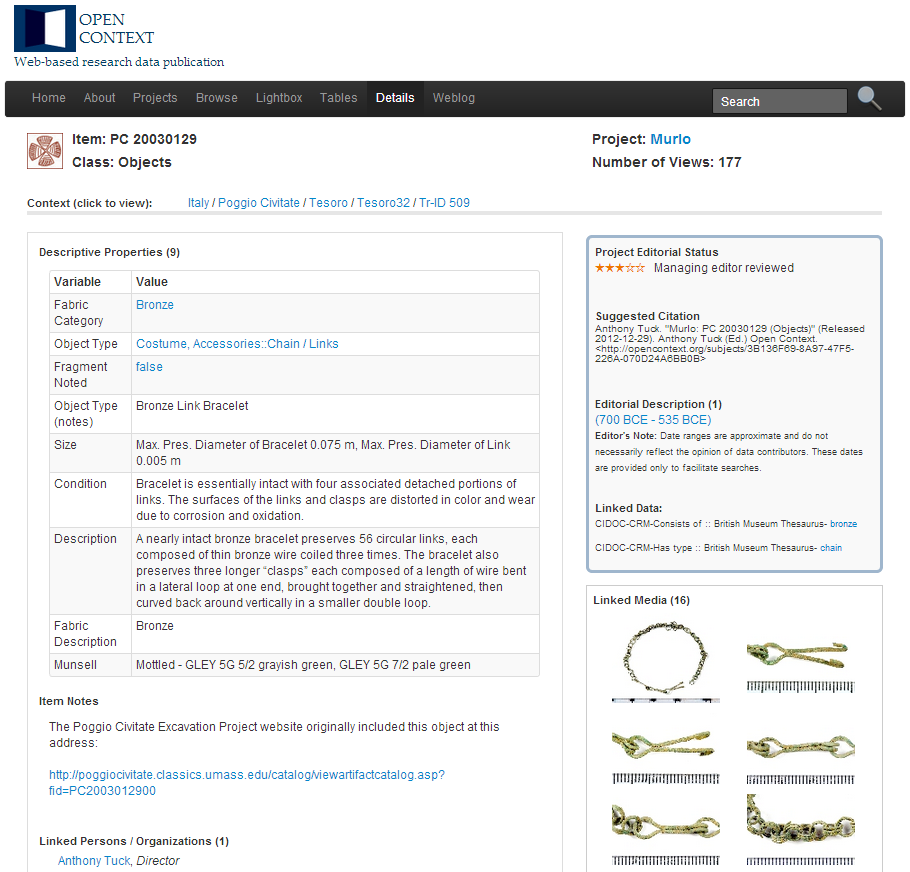 OPEN
CONTEXT
Web-based research data publication
Home About Projects Browse Lightbox Tables Details Weblog Search
Item: PC 20030129
Class: Objects
Project: Murlo
Number of Views: 177
Context (click to view): Italy / Poggio Civitate / Tesoro / Tesoro32 / Tr-ID 509
Descriptive Properties (9)
Variable Value
Fabric
Category
Bronze
Object Type Costume, Accessories::Chain / Links
Fragment
Noted
false
Object Type
(notes)
Bronze Link Bracelet
Size
Max. Pres. Diameter of Bracelet 0.075 m, Max. Pres. Diameter of Link
0.005 m
Condition
Bracelet is essentially intact with four associated detached portions of
links. The surfaces of the links and clasps are distorted in color and wear
due to corrosion and oxidation.
Description
A nearly intact bronze bracelet preserves 56 circular links, each
composed of thin bronze wire coiled three times. The bracelet also
preserves three longer “clasps” each composed of a length of wire bent
in a lateral loop at one end, brought together and straightened, then
curved back around vertically in a smaller double loop.
Fabric
Description
Bronze
Munsell Mottled - GLEY 5G 5/2 grayish green, GLEY 5G 7/2 pale green
Item Notes
The Poggio Civitate Excavation Project website originally included this object at this
address:
http://poggiocivitate.classics.umass.edu/catalog/viewartifactcatalog.asp?
fid=PC2003012900
Linked Persons / Organizations (1)
Anthony Tuck, Director
Project Editorial Status
Managing editor reviewed
Suggested Citation
Anthony Tuck. "Murlo: PC 20030129 (Objects)" (Released
2012-12-29). Anthony Tuck (Ed.) Open Context.
<http://opencontext.org/subjects/3B136F69-8A97-47F5-
226A-070D24A6BB0B>
Editorial Description (1)
(700 BCE - 535 BCE)
Editor's Note: Date ranges are approximate and do not
necessarily reflect the opinion of data contributors. These dates
are provided only to facilitate searches.
Linked Data:
CIDOC-CRM-Consists of :: British Museum Thesaurus- bronze
CIDOC-CRM-Has type :: British Museum Thesaurus- chain
Linked Media (16)